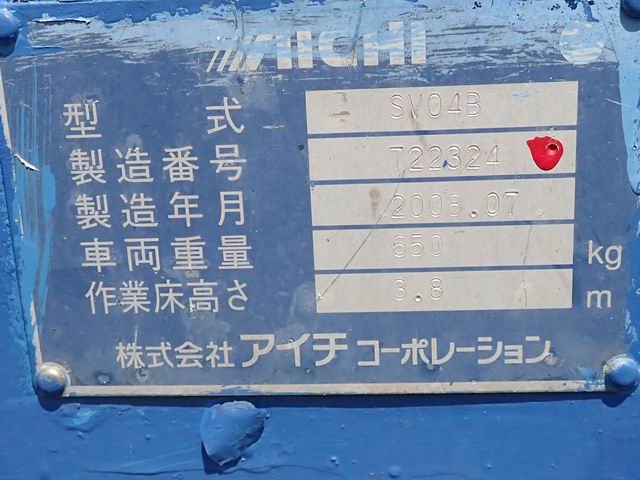 AICHI
型式 SV04B
製造番号 722324
製造年月 2008.07
車両重量 650 kg
作業床高さ 3.8 m
株式会社アイチコーポレーション